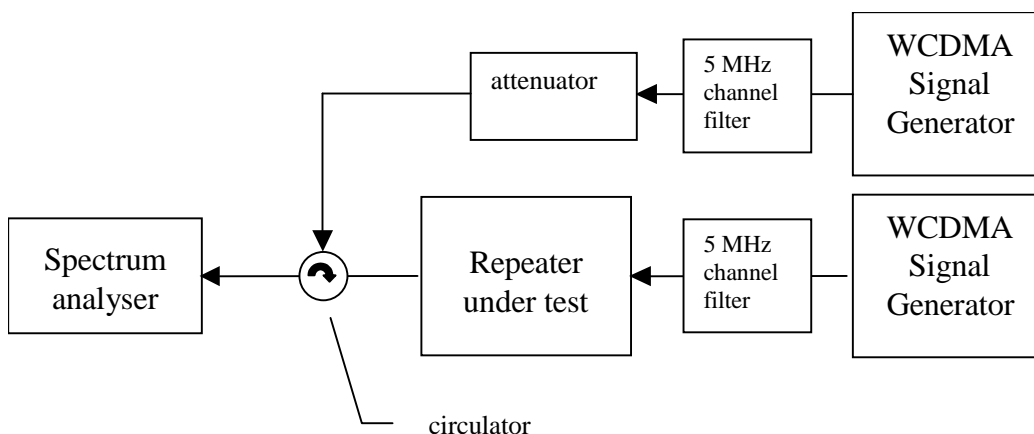 attenuator
5 MHz
channel
filter
WCDMA
Signal
Generator
Spectrum
analyser
Repeater
under test
5 MHz
channel
filter
WCDMA
Signal
Generator
circulator